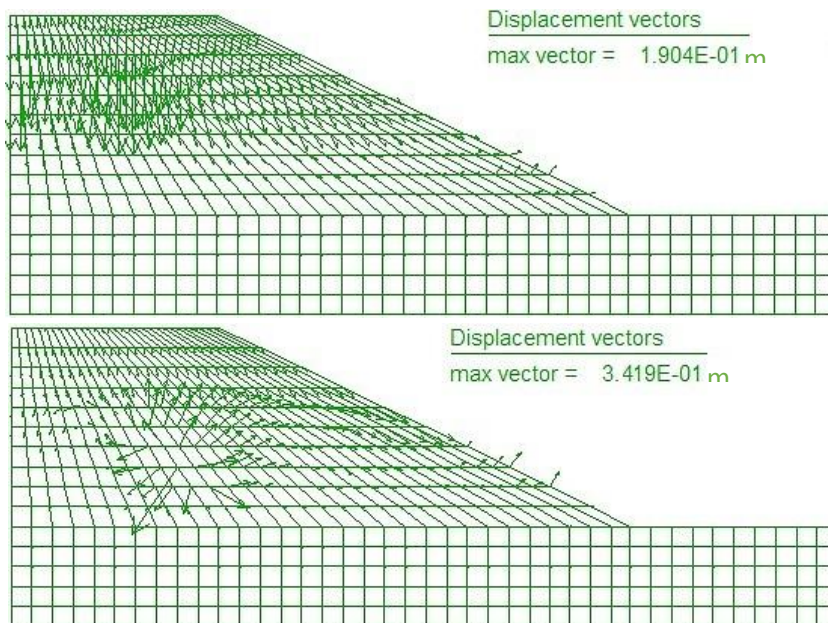 Displacement vectors
max vector = 1.904E-01 m
Displacement vectors
max vector = 3.419E-01 m